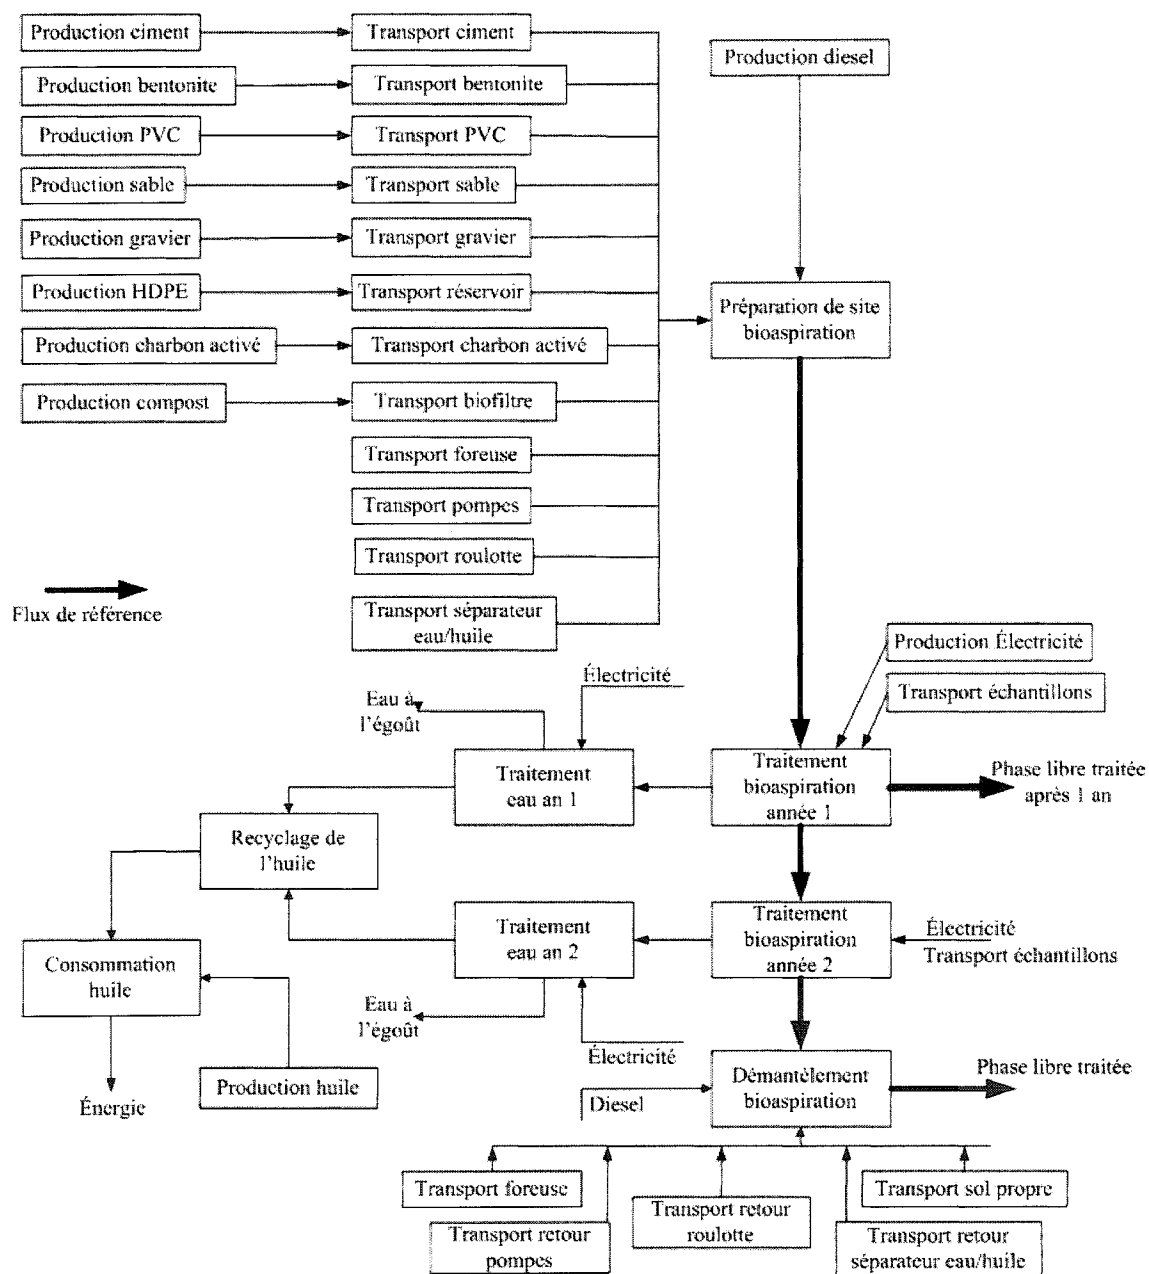 Production ciment
Transport ciment
Production diesel
Production bentonite
Transport bentonite
Production PVC
Transport PVC
Production sable
Transport sable
Production gravier
Transport gravier
Production HDPE
Transport réservoir
Préparation de site
bioaspiration
Production charbon activé
Transport charbon activé
Production compost
Transport biofiltre
Transport foreuse
Transport pompes
Transport roulotte
Flux de référence
Transport séparateur
eau/huile
Production Électricité
Transport échantillons
Électricité
Eau à
l'égoût
Traitement
eau an 1
Traitement
bioaspiration
année 1
Phase libre traitée
après 1 an
Recyclage de
l'huile
Traitement
eau an 2
Traitement
bioaspiration
année 2
Électricité
Transport échantillons
Consommation
huile
Eau à
l'égoût
Électricité
Production huile
Énergie
Diesel
Démantèlement
bioaspiration
Phase libre traitée
Transport foreuse
Transport retour
pompes
Transport retour
roulotte
Transport retour
séparateur eau/huile
Transport sol propre